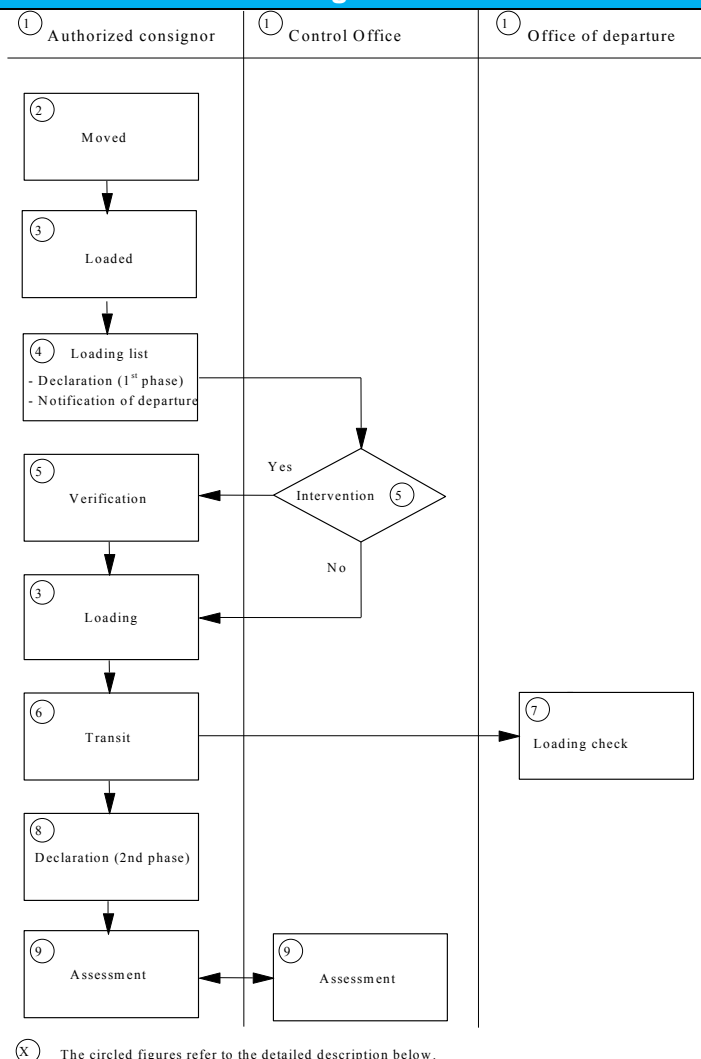 1 Authorized consignor
1 Control Office
1 Office of departure
2
Moved
3
Loaded
4 Loading list
- Declaration (1st phase)
- Notification of departure
Yes
Intervention 5
No
5
Verification
3
Loading
6
Transit
7
Loading check
8
Declaration (2nd phase)
9
Assessment
9
Assessment
X The circled figures refer to the detailed description below.